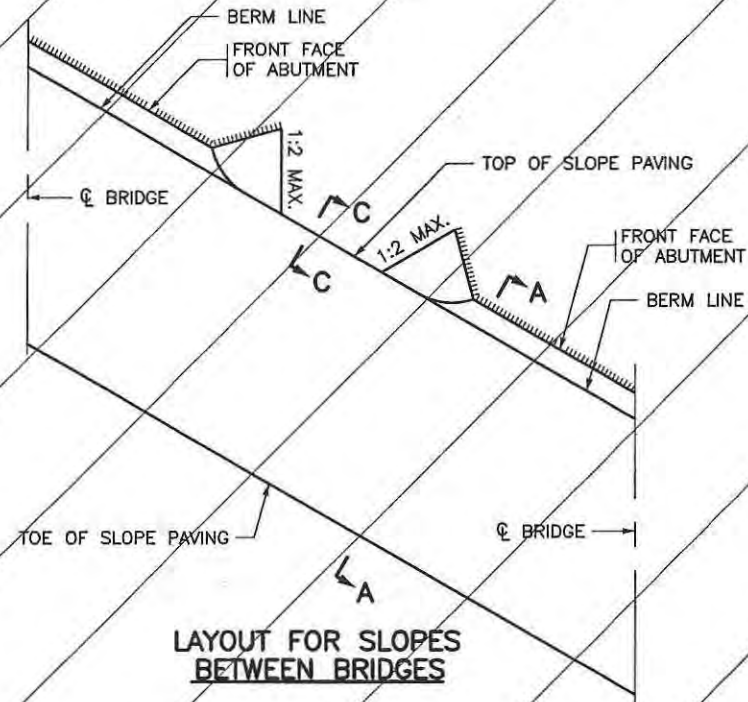 BERM LINE
FRONT FACE
OF ABUTMENT
1:2 MAX.
TOP OF SLOPE PAVING
℄ BRIDGE
C
C
1:2 MAX.
FRONT FACE
OF ABUTMENT
A
BERM LINE
TOE OF SLOPE PAVING
℄ BRIDGE
A
LAYOUT FOR SLOPES
BETWEEN BRIDGES